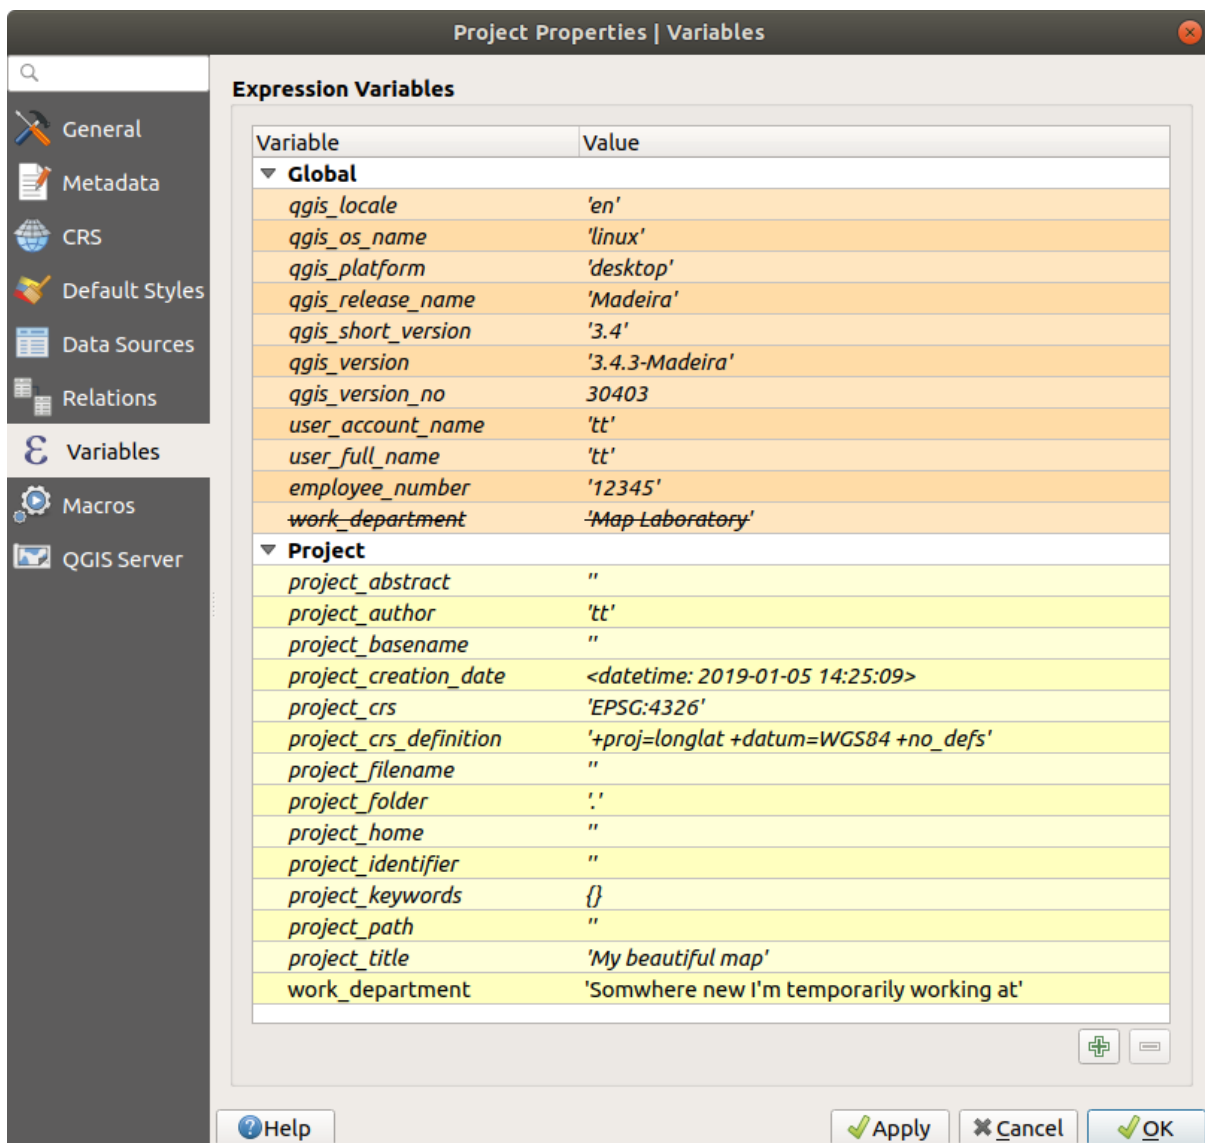 Project Properties | Variables
General
Metadata
CRS
Default Styles
Data Sources
Relations
Variables
Macros
QGIS Server
Expression Variables
Variable Value
Global
qgis_locale 'en'
qgis_os_name 'linux'
qgis_platform 'desktop'
qgis_release_name 'Madeira'
qgis_short_version '3.4'
qgis_version '3.4.3-Madeira'
qgis_version_no 30403
user_account_name 'tt'
user_full_name 'tt'
employee_number '12345'
work_department 'Map Laboratory'
Project
project_abstract ''
project_author 'tt'
project_basename ''
project_creation_date <datetime: 2019-01-05 14:25:09>
project_crs 'EPSG:4326'
project_crs_definition '+proj=longlat +datum=WGS84 +no_defs'
project_filename ''
project_folder '.'
project_home ''
project_identifier ''
project_keywords {}
project_path ''
project_title 'My beautiful map'
work_department 'Somwhere new I'm temporarily working at'
Help Apply Cancel OK